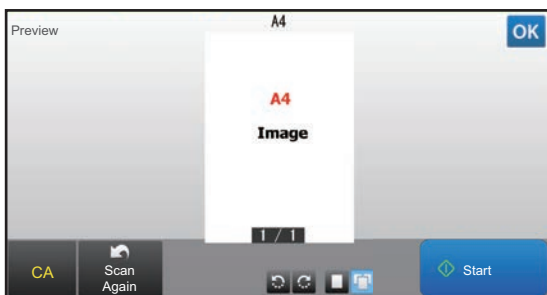 A4
Preview
OK
A4
Image
1 / 1
CA
Scan
Again
Start